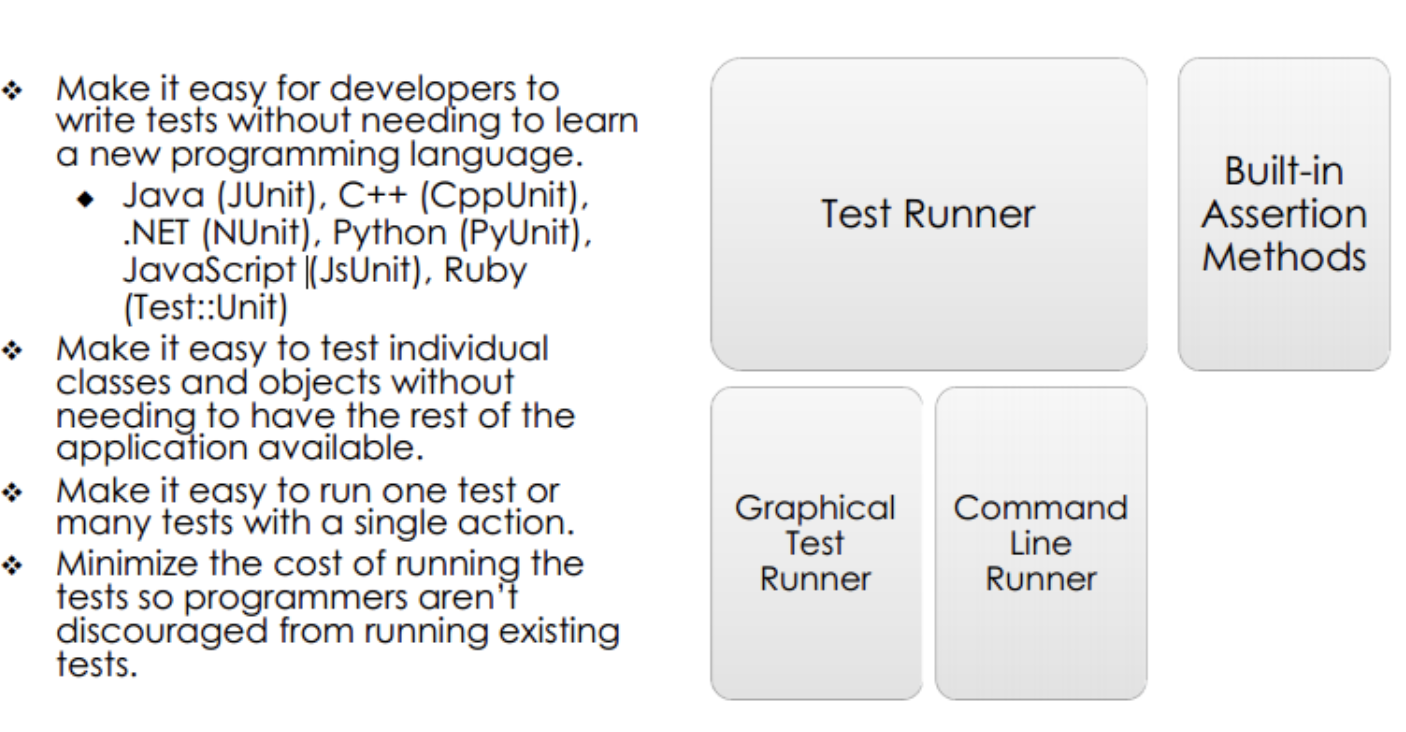 ❖ Make it easy for developers to
write tests without needing to learn
a new programming language.
◆ Java (JUnit), C++ (CppUnit),
.NET (NUnit), Python (PyUnit),
JavaScript (JsUnit), Ruby
(Test::Unit)
❖ Make it easy to test individual
classes and objects without
needing to have the rest of the
application available.
❖ Make it easy to run one test or
many tests with a single action.
❖ Minimize the cost of running the
tests so programmers aren't
discouraged from running existing
tests.
Test Runner
Built-in
Assertion
Methods
Graphical
Test
Runner
Command
Line
Runner